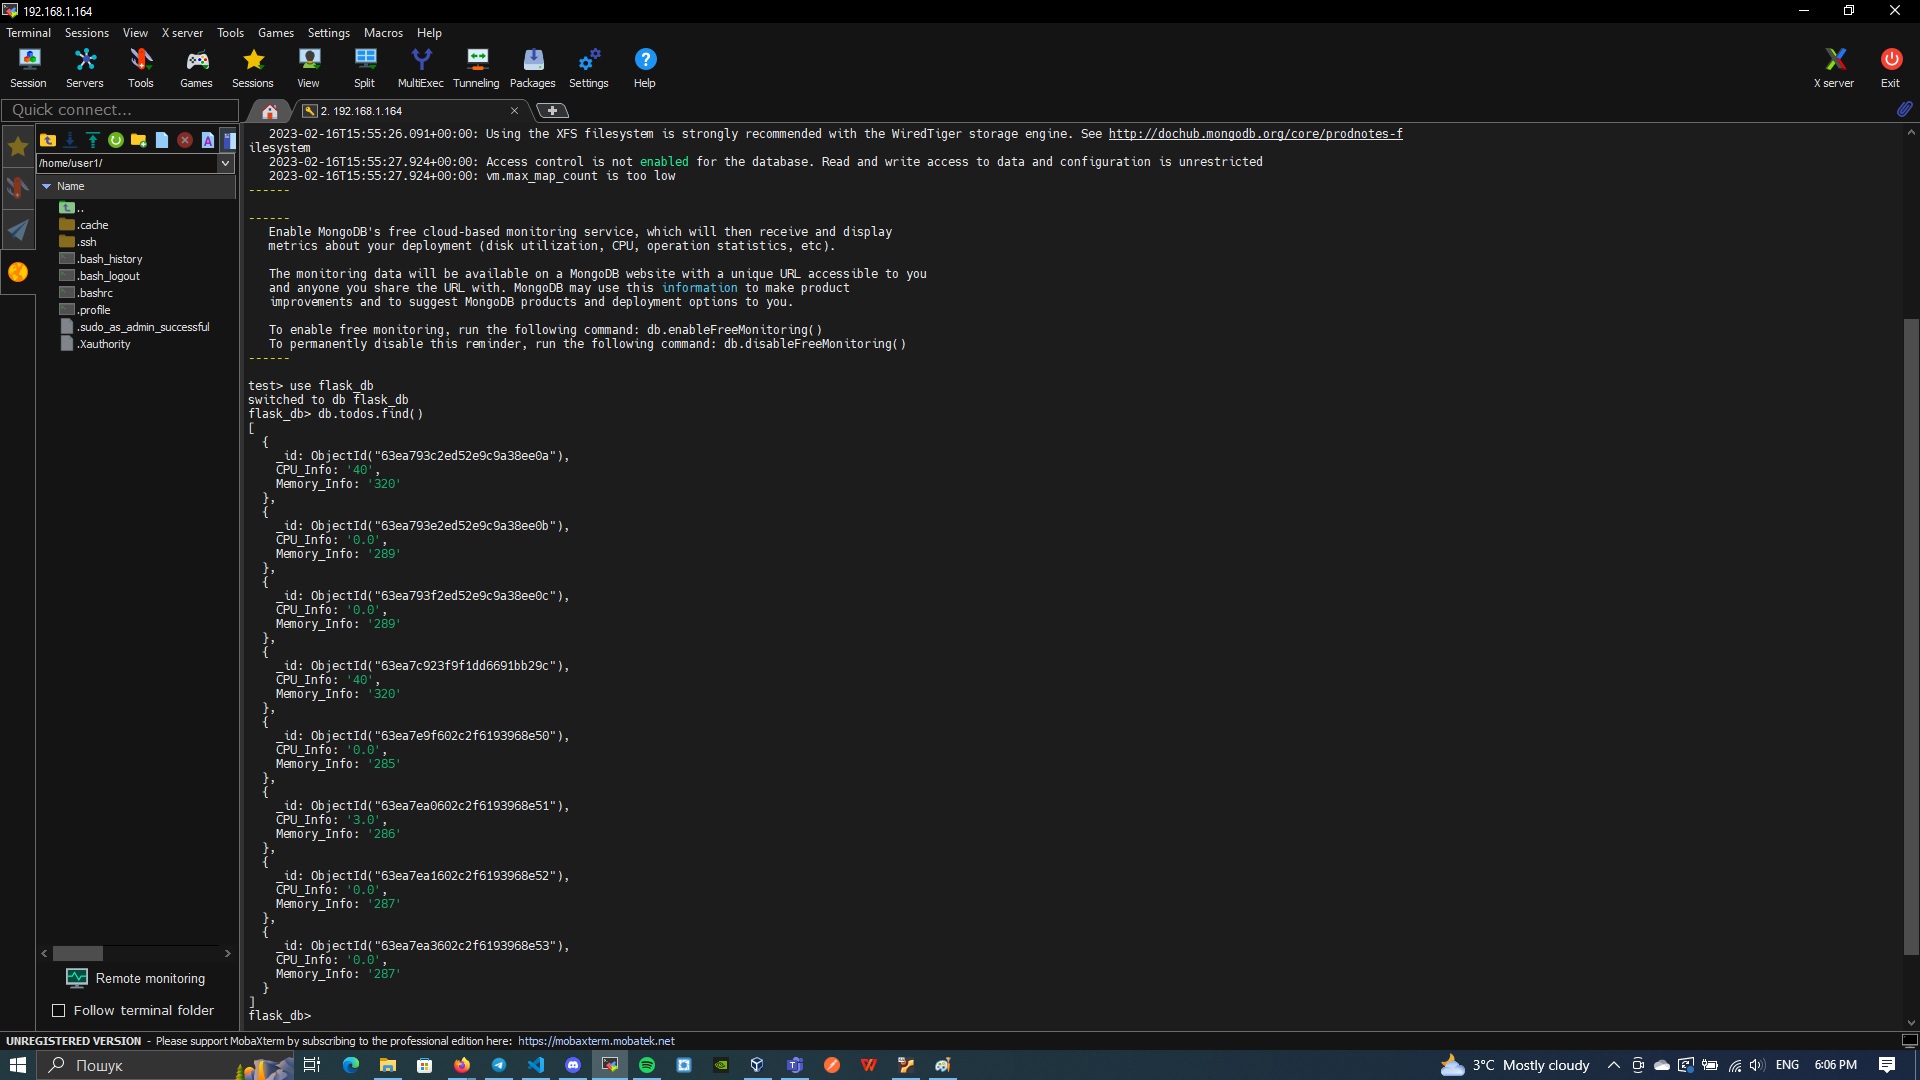 192.168.1.164
Terminal Sessions View X server Tools Games Settings Macros Help
Session Servers Tools Games Sessions View Split MultiExec Tunneling Packages Settings Help X server Exit
Quick connect...
2. 192.168.1.164
/home/user1/
Name
..
.cache
.ssh
.bash_history
.bash_logout
.bashrc
.profile
.sudo_as_admin_successful
.Xauthority
Remote monitoring
Follow terminal folder
2023-02-16T15:55:26.091+00:00: Using the XFS filesystem is strongly recommended with the WiredTiger storage engine. See http://dochub.mongodb.org/core/prodnotes-f
ilesystem
2023-02-16T15:55:27.924+00:00: Access control is not enabled for the database. Read and write access to data and configuration is unrestricted
2023-02-16T15:55:27.924+00:00: vm.max_map_count is too low
------
------
Enable MongoDB's free cloud-based monitoring service, which will then receive and display
metrics about your deployment (disk utilization, CPU, operation statistics, etc).
The monitoring data will be available on a MongoDB website with a unique URL accessible to you
and anyone you share the URL with. MongoDB may use this information to make product
improvements and to suggest MongoDB products and deployment options to you.
To enable free monitoring, run the following command: db.enableFreeMonitoring()
To permanently disable this reminder, run the following command: db.disableFreeMonitoring()
------
test> use flask_db
switched to db flask_db
flask_db> db.todos.find()
[
{
_id: ObjectId("63ea793c2ed52e9c9a38ee0a"),
CPU_Info: '40',
Memory_Info: '320'
},
{
_id: ObjectId("63ea793e2ed52e9c9a38ee0b"),
CPU_Info: '0.0',
Memory_Info: '289'
},
{
_id: ObjectId("63ea793f2ed52e9c9a38ee0c"),
CPU_Info: '0.0',
Memory_Info: '289'
},
{
_id: ObjectId("63ea7c923f9f1dd6691bb29c"),
CPU_Info: '40',
Memory_Info: '320'
},
{
_id: ObjectId("63ea7e9f602c2f6193968e50"),
CPU_Info: '0.0',
Memory_Info: '285'
},
{
_id: ObjectId("63ea7ea0602c2f6193968e51"),
CPU_Info: '3.0',
Memory_Info: '286'
},
{
_id: ObjectId("63ea7ea1602c2f6193968e52"),
CPU_Info: '0.0',
Memory_Info: '287'
},
{
_id: ObjectId("63ea7ea3602c2f6193968e53"),
CPU_Info: '0.0',
Memory_Info: '287'
}
]
flask_db>
UNREGISTERED VERSION - Please support MobaXterm by subscribing to the professional edition here: https://mobaxterm.mobatek.net
Пошук 3°C Mostly cloudy ENG 6:06 PM